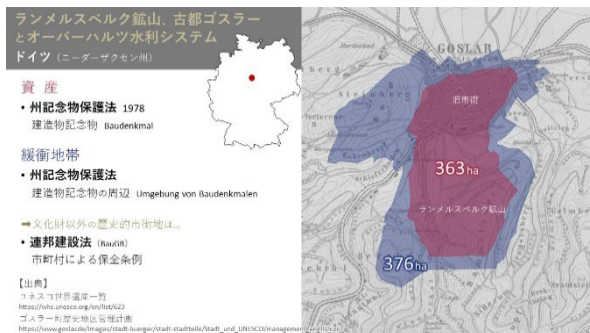 ランメルスベルク鉱山、古都ゴスラー
とオーバーハルツ水利システム
ドイツ（ニーダーザクセン州）
資産
• 州記念物保護法 1978
建造物記念物 Baudenkmal
緩衝地帯
• 州記念物保護法
建造物記念物の周辺 Umgebung von Baudenkmalen
➡文化財以外の歴史的市街地は...
• 連邦建設法（BauGB）
市町村による保全条例
【出典】
ユネスコ世界遺産一覧
https://whc.unesco.org/en/list/623
ゴスラー町歴史地区管理計画
GOSLAR
旧市街
363ha
ランメルスベルク鉱山
376ha